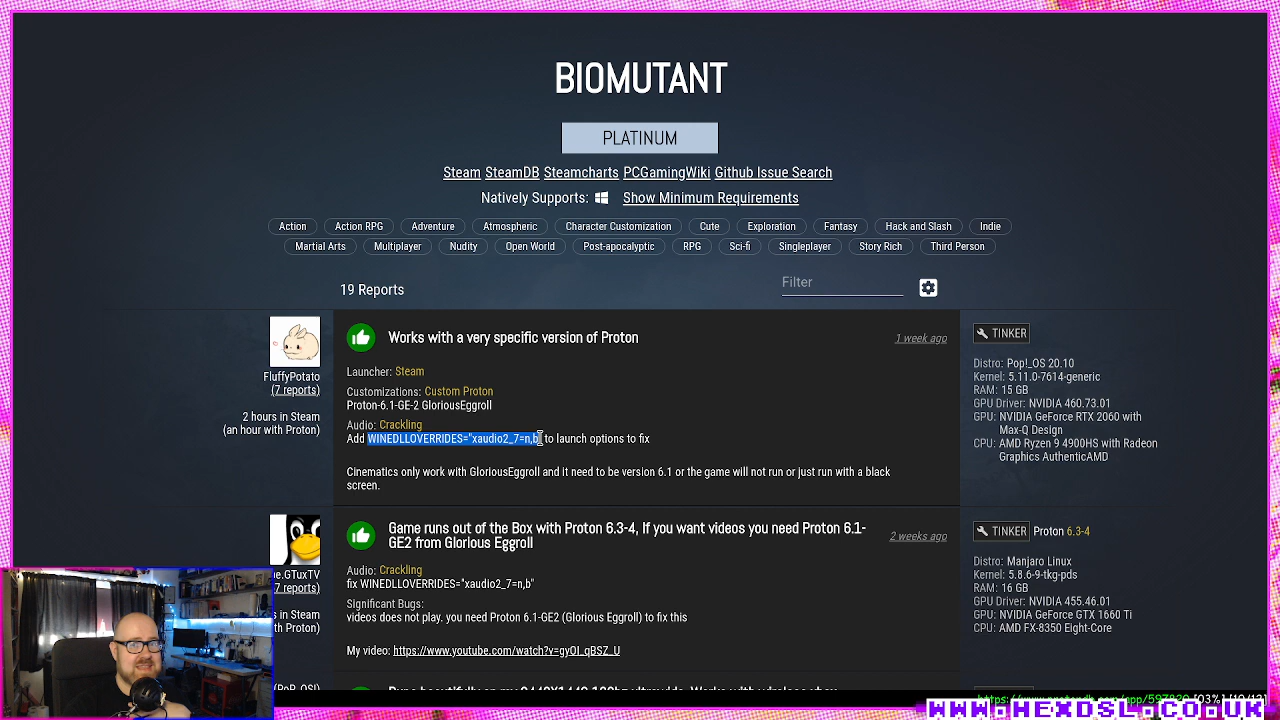 BIOMUTANT
PLATINUM
Steam SteamDB Steamcharts PCGamingWiki Github Issue Search
Natively Supports: Show Minimum Requirements
Action Action RPG Adventure Atmospheric Character Customization Cute Exploration Fantasy Hack and Slash Indie
Martial Arts Multiplayer Nudity Open World Post-apocalyptic RPG Sci-fi Singleplayer Story Rich Third Person
19 Reports
Filter
FluffyPotato
(7 reports)
2 hours in Steam
(an hour with Proton)
Works with a very specific version of Proton
1 week ago
Launcher: Steam
Customizations: Custom Proton
Proton-6.1-GE-2 GloriousEggroll
Audio: Crackling
Add WINEDLLOVERRIDES="xaudio2_7=n,b to launch options to fix
Cinematics only work with GloriousEggroll and it need to be version 6.1 or the game will not run or just run with a black
screen.
TINKER
Distro: Pop!_OS 20.10
Kernel: 5.11.0-7614-generic
RAM: 15 GB
GPU Driver: NVIDIA 460.73.01
GPU: NVIDIA GeForce RTX 2060 with
Max-Q Design
CPU: AMD Ryzen 9 4900HS with Radeon
Graphics AuthenticAMD
e.GTuxTV
7 reports)
s in Steam
th Proton)
Game runs out of the Box with Proton 6.3-4, If you want videos you need Proton 6.1-
GE2 from Glorious Eggroll
2 weeks ago
Audio: Crackling
fix WINEDLLOVERRIDES="xaudio2_7=n,b"
Significant Bugs:
videos does not play. you need Proton 6.1-GE2 (Glorious Eggroll) to fix this
My video: https://www.youtube.com/watch?v=gyOI_qBSZ_U
TINKER Proton 6.3-4
Distro: Manjaro Linux
Kernel: 5.8.6-9-tkg-pds
RAM: 16 GB
GPU Driver: NVIDIA 455.46.01
GPU: NVIDIA GeForce GTX 1660 Ti
CPU: AMD FX-8350 Eight-Core
WWW.HEXDSL.CO.UK